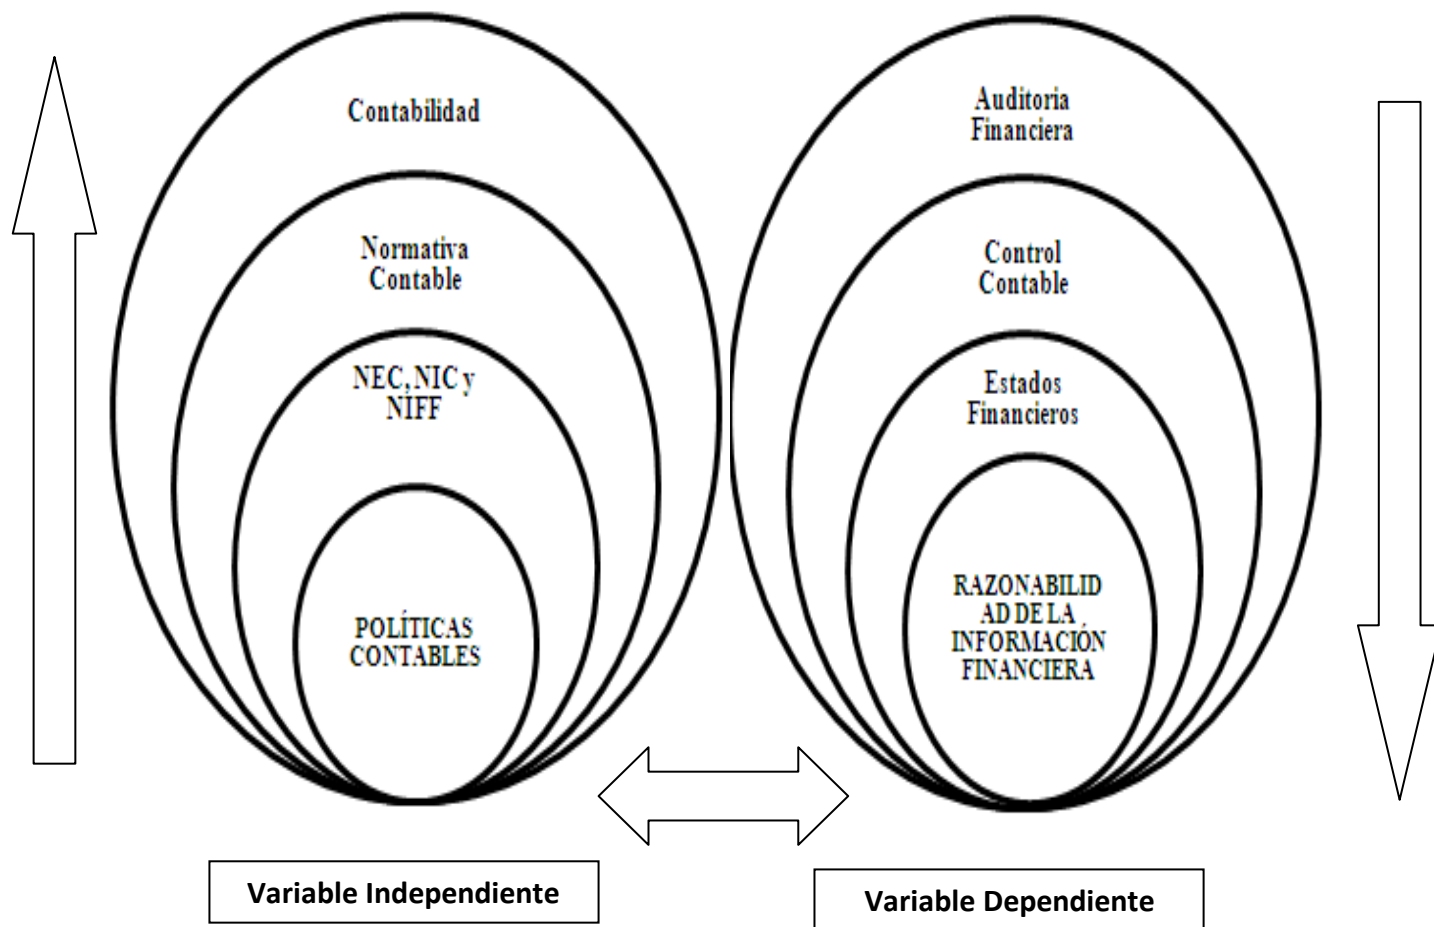 Contabilidad
Normativa
Contable
NEC, NIC y
NIFF
POLÍTICAS
CONTABLES
Auditoria
Financiera
Control
Contable
Estados
Financieros
RAZONABILID
AD DE LA
INFORMACIÓN
FINANCIERA
Variable Independiente
Variable Dependiente